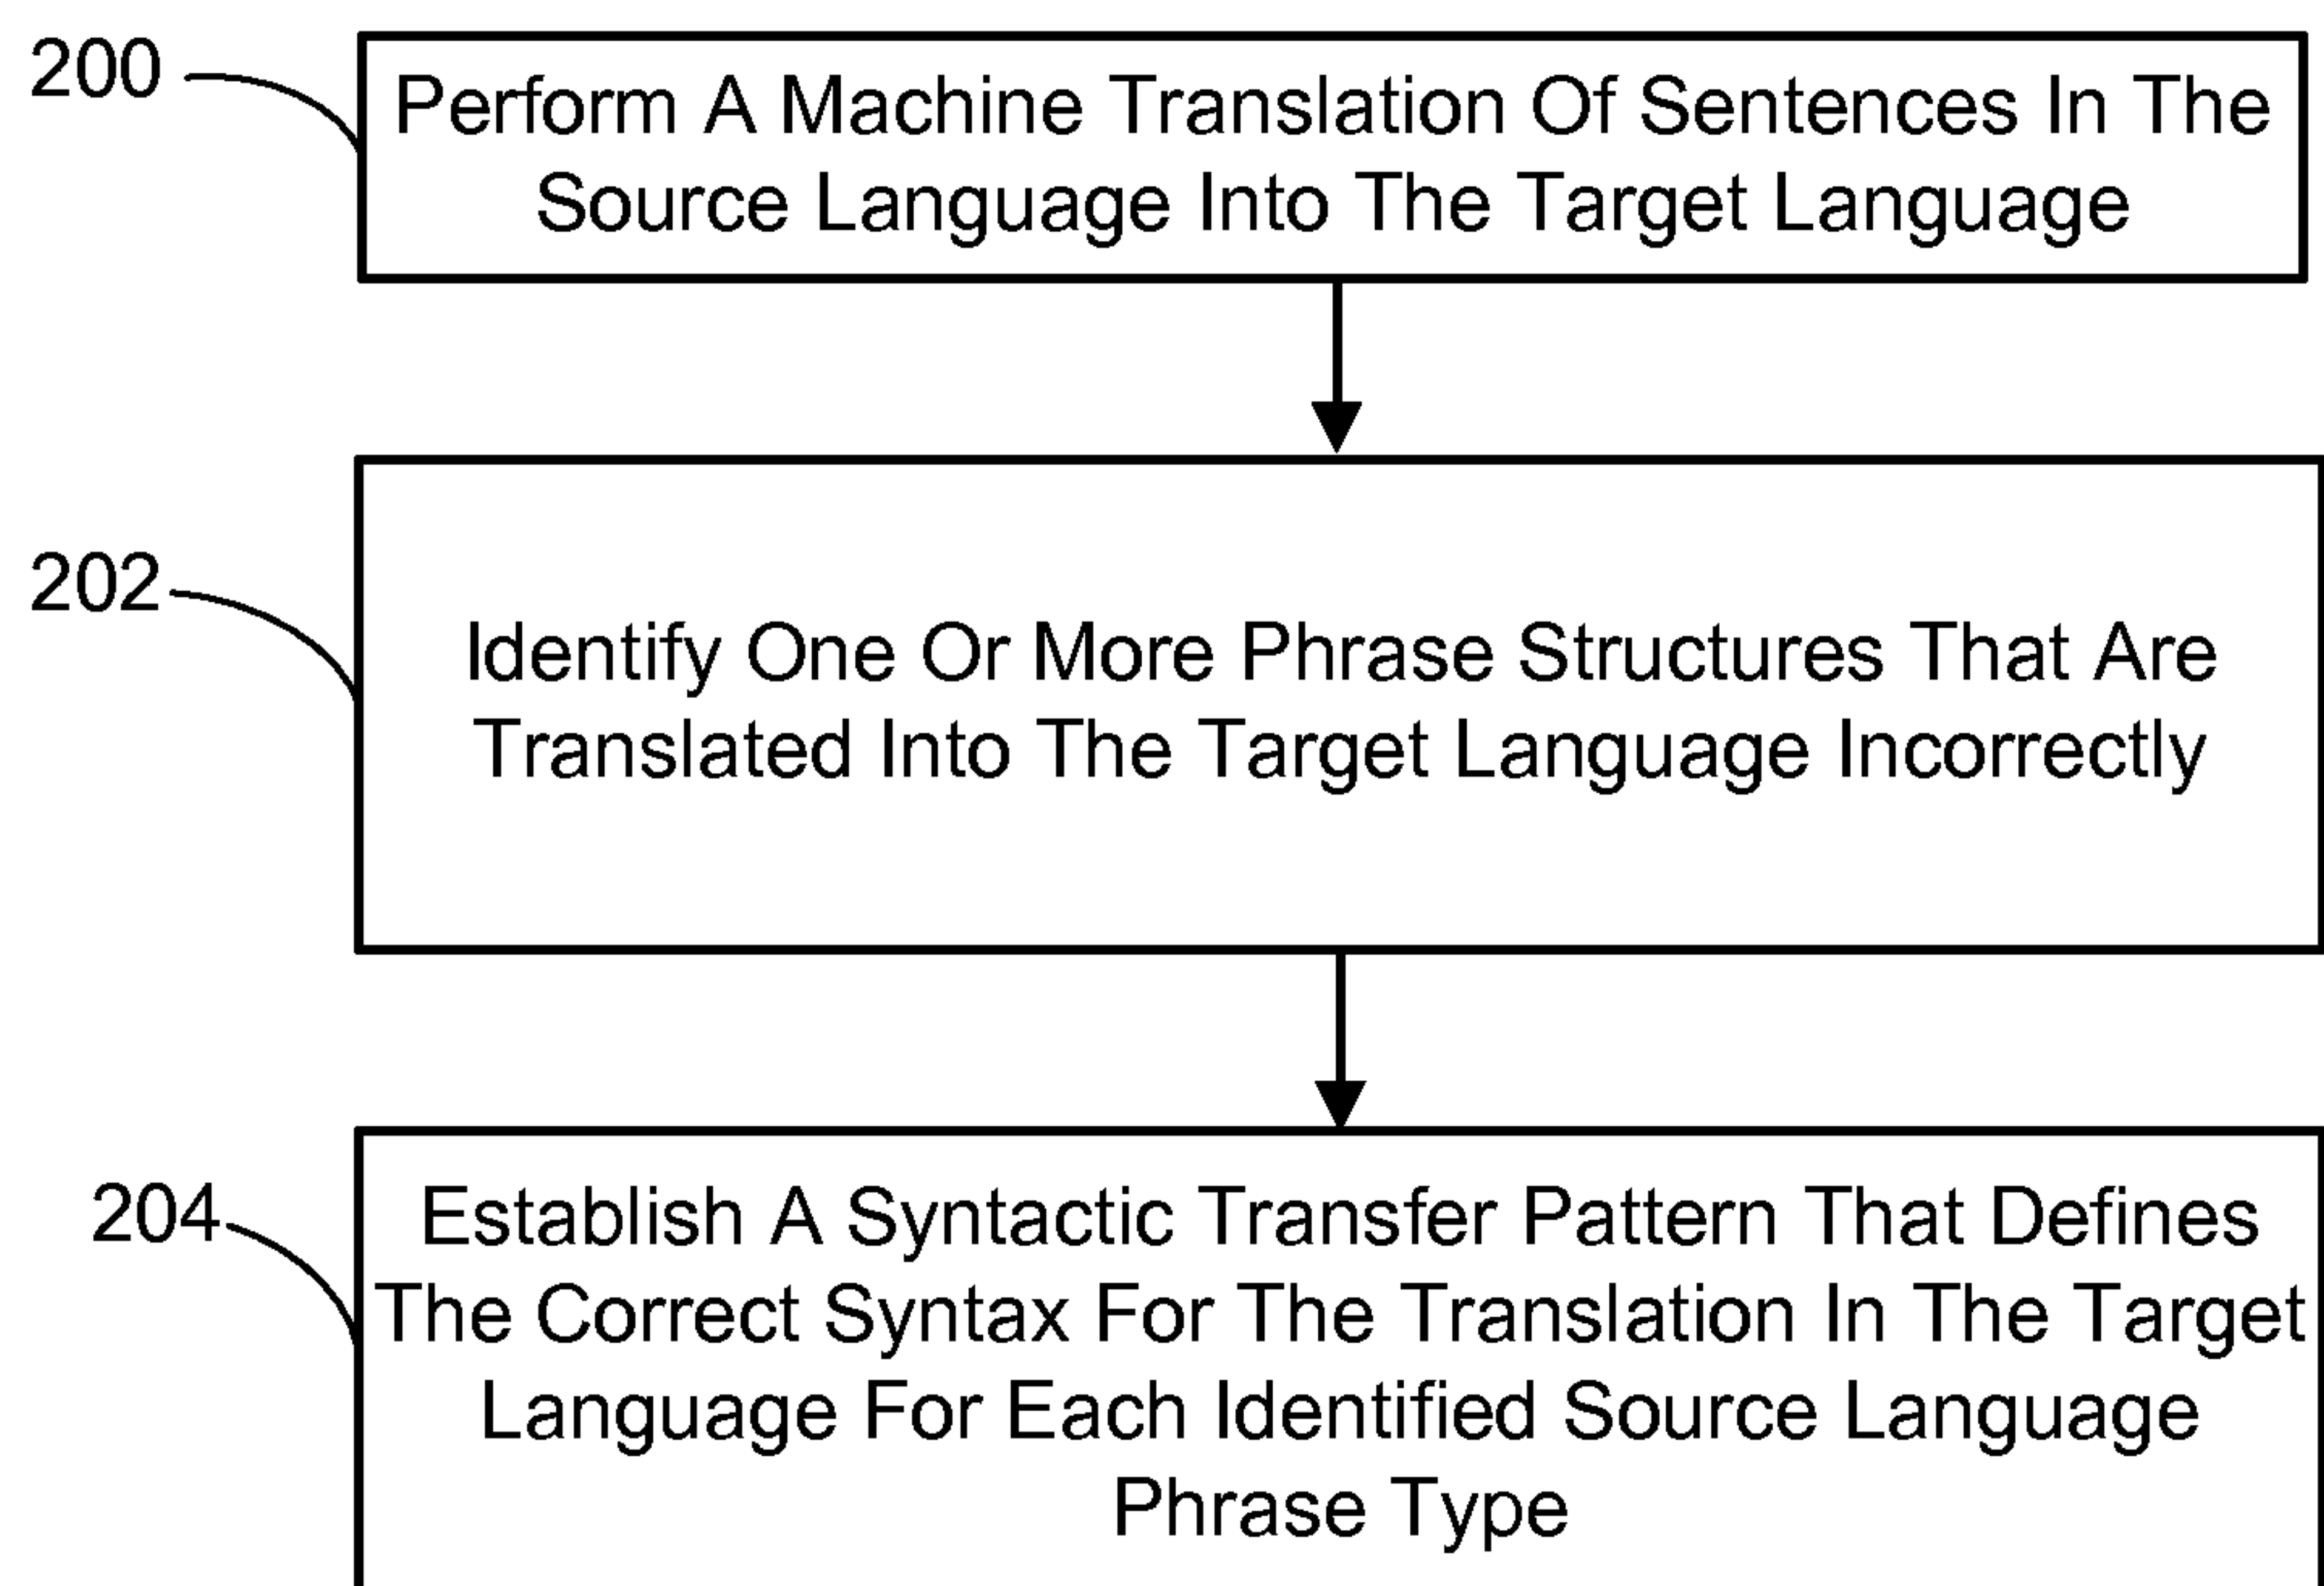 200
Perform A Machine Translation Of Sentences In The
Source Language Into The Target Language
202
Identify One Or More Phrase Structures That Are
Translated Into The Target Language Incorrectly
204
Establish A Syntactic Transfer Pattern That Defines
The Correct Syntax For The Translation In The Target
Language For Each Identified Source Language
Phrase Type